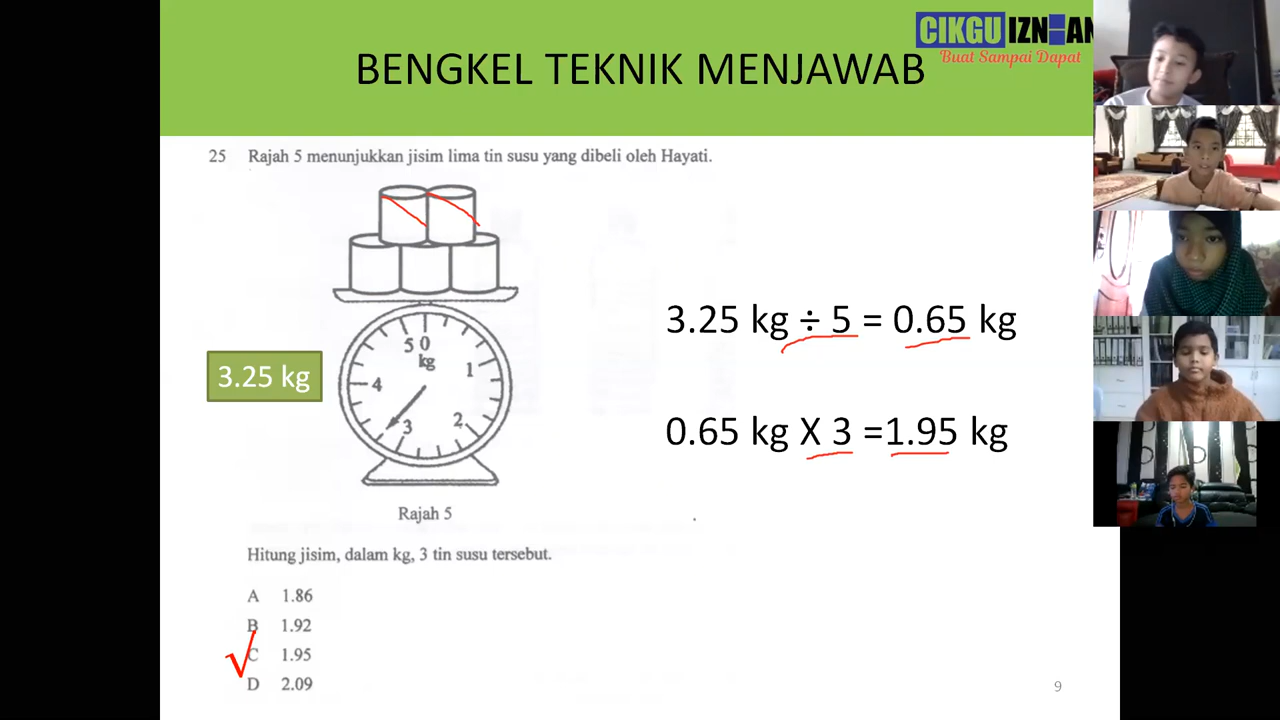 CIKGU IZN
Buat Sampai Dapat
BENGKEL TEKNIK MENJAWAB
25 Rajah 5 menunjukkan jisim lima tin susu yang dibeli oleh Hayati.
5 0
kg
1
4
2
3
3.25 kg
3.25 kg ÷ 5 = 0.65 kg
0.65 kg X 3 =1.95 kg
Rajah 5
Hitung jisim, dalam kg, 3 tin susu tersebut.
A 1.86
B 1.92
√ C 1.95
D 2.09
9